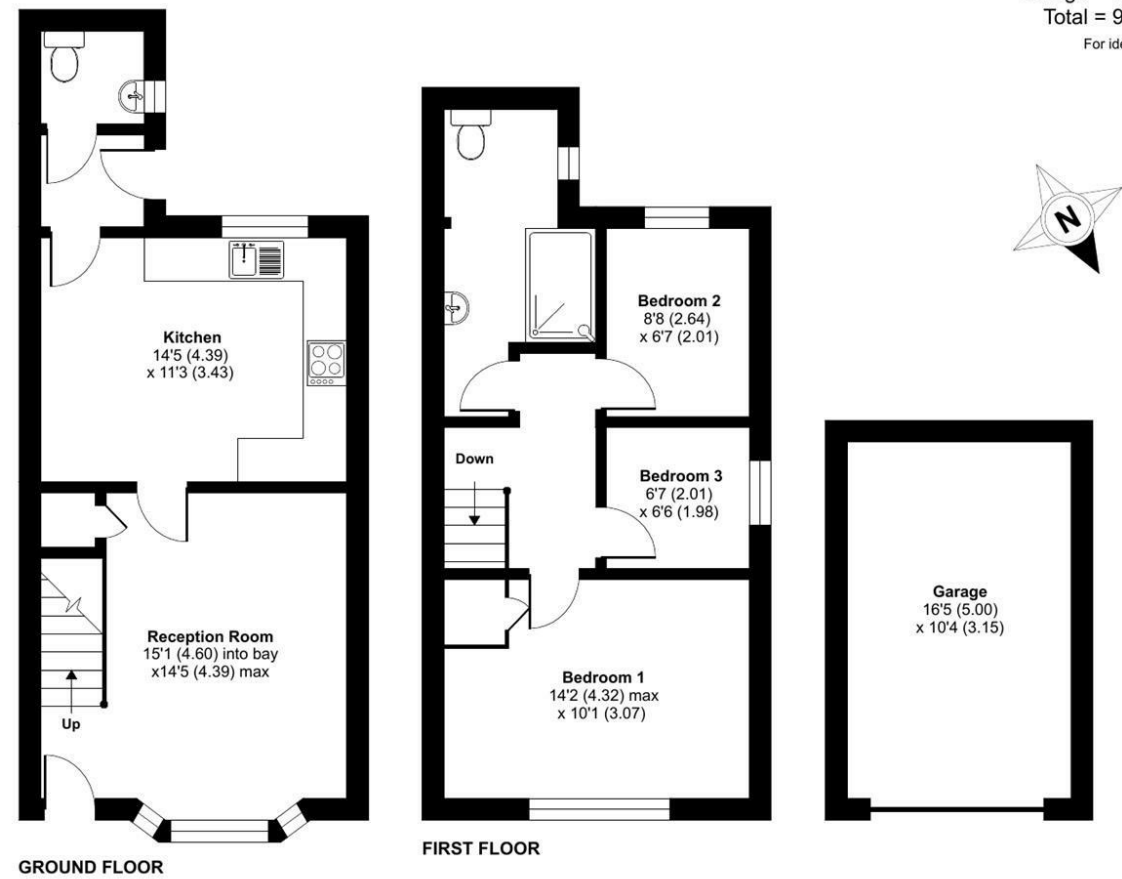 Total = 9
For ide
N
Kitchen
14'5 (4.39)
x 11'3 (3.43)
Reception Room
15'1 (4.60) into bay
x14'5 (4.39) max
Up
GROUND FLOOR
Bedroom 2
8'8 (2.64)
x 6'7 (2.01)
Down
Bedroom 3
6'7 (2.01)
x 6'6 (1.98)
Bedroom 1
14'2 (4.32) max
x 10'1 (3.07)
FIRST FLOOR
Garage
16'5 (5.00)
x 10'4 (3.15)